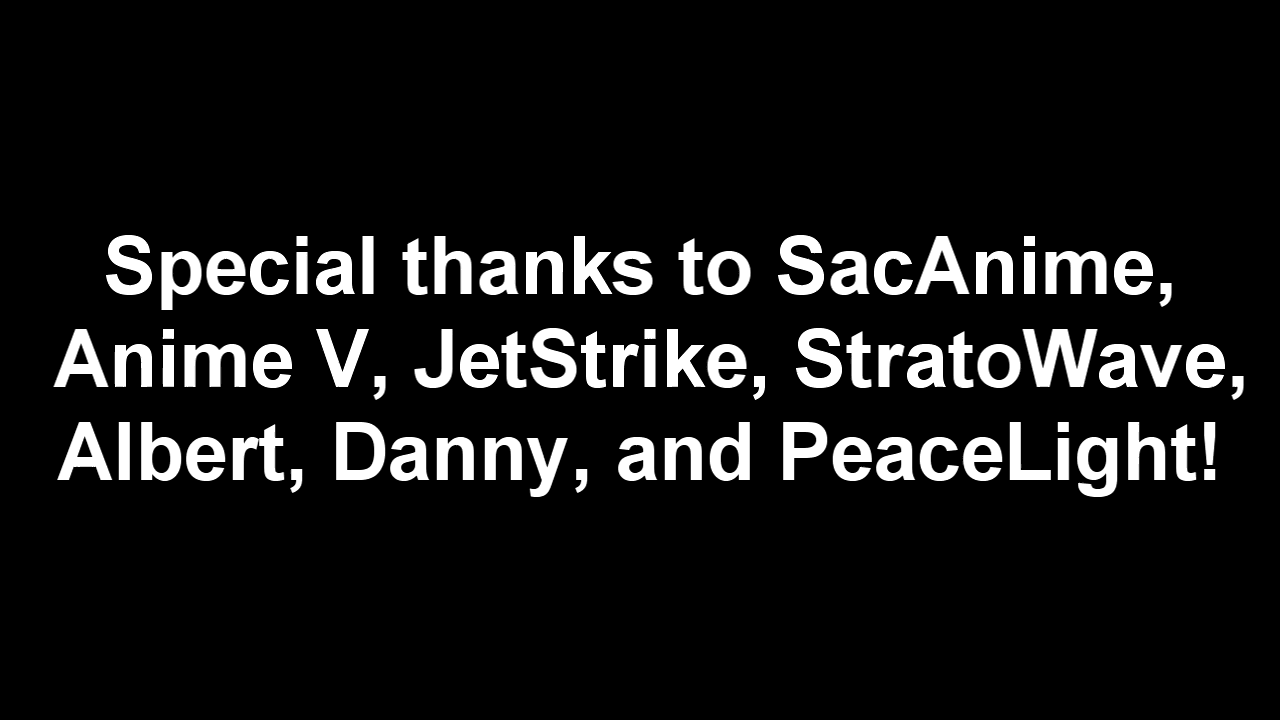 Special thanks to SacAnime,
Anime V, JetStrike, StratoWave,
Albert, Danny, and PeaceLight!